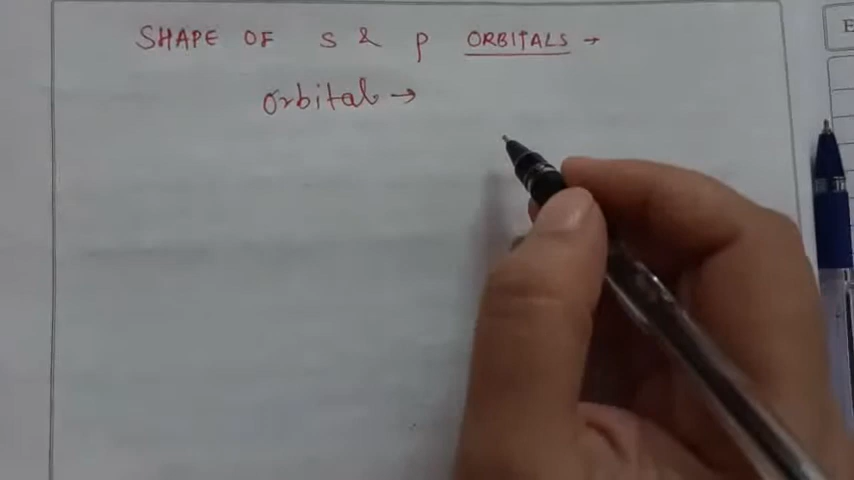 SHAPE OF s & p ORBITALS →
Orbital →
E